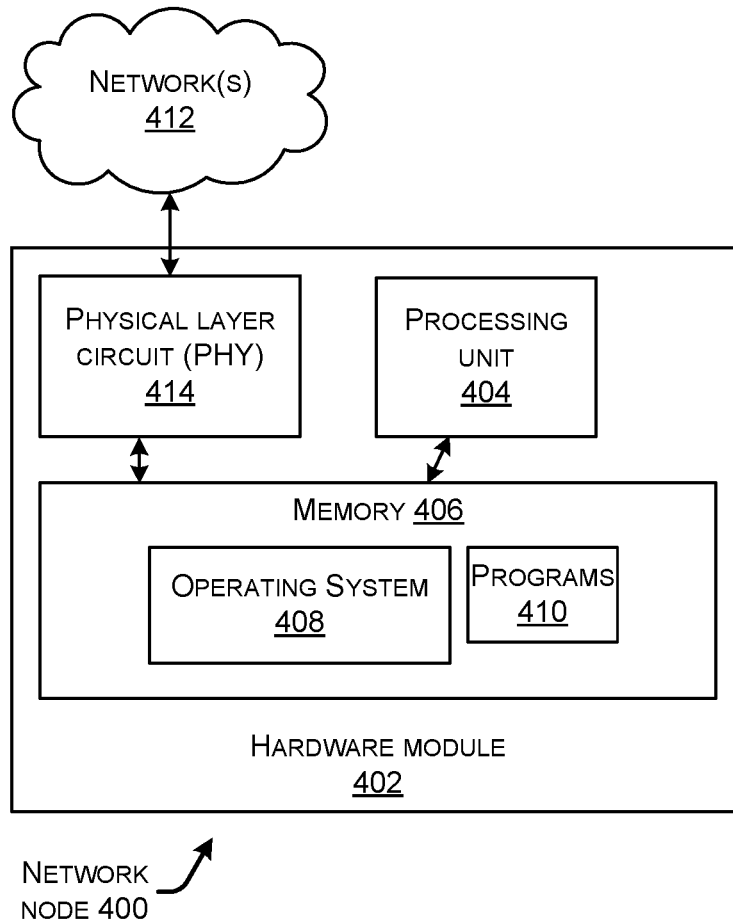 NETWORK(S)
412
PHYSICAL LAYER
CIRCUIT (PHY)
414
PROCESSING
UNIT
404
MEMORY 406
OPERATING SYSTEM
408
PROGRAMS
410
HARDWARE MODULE
402
NETWORK
NODE 400